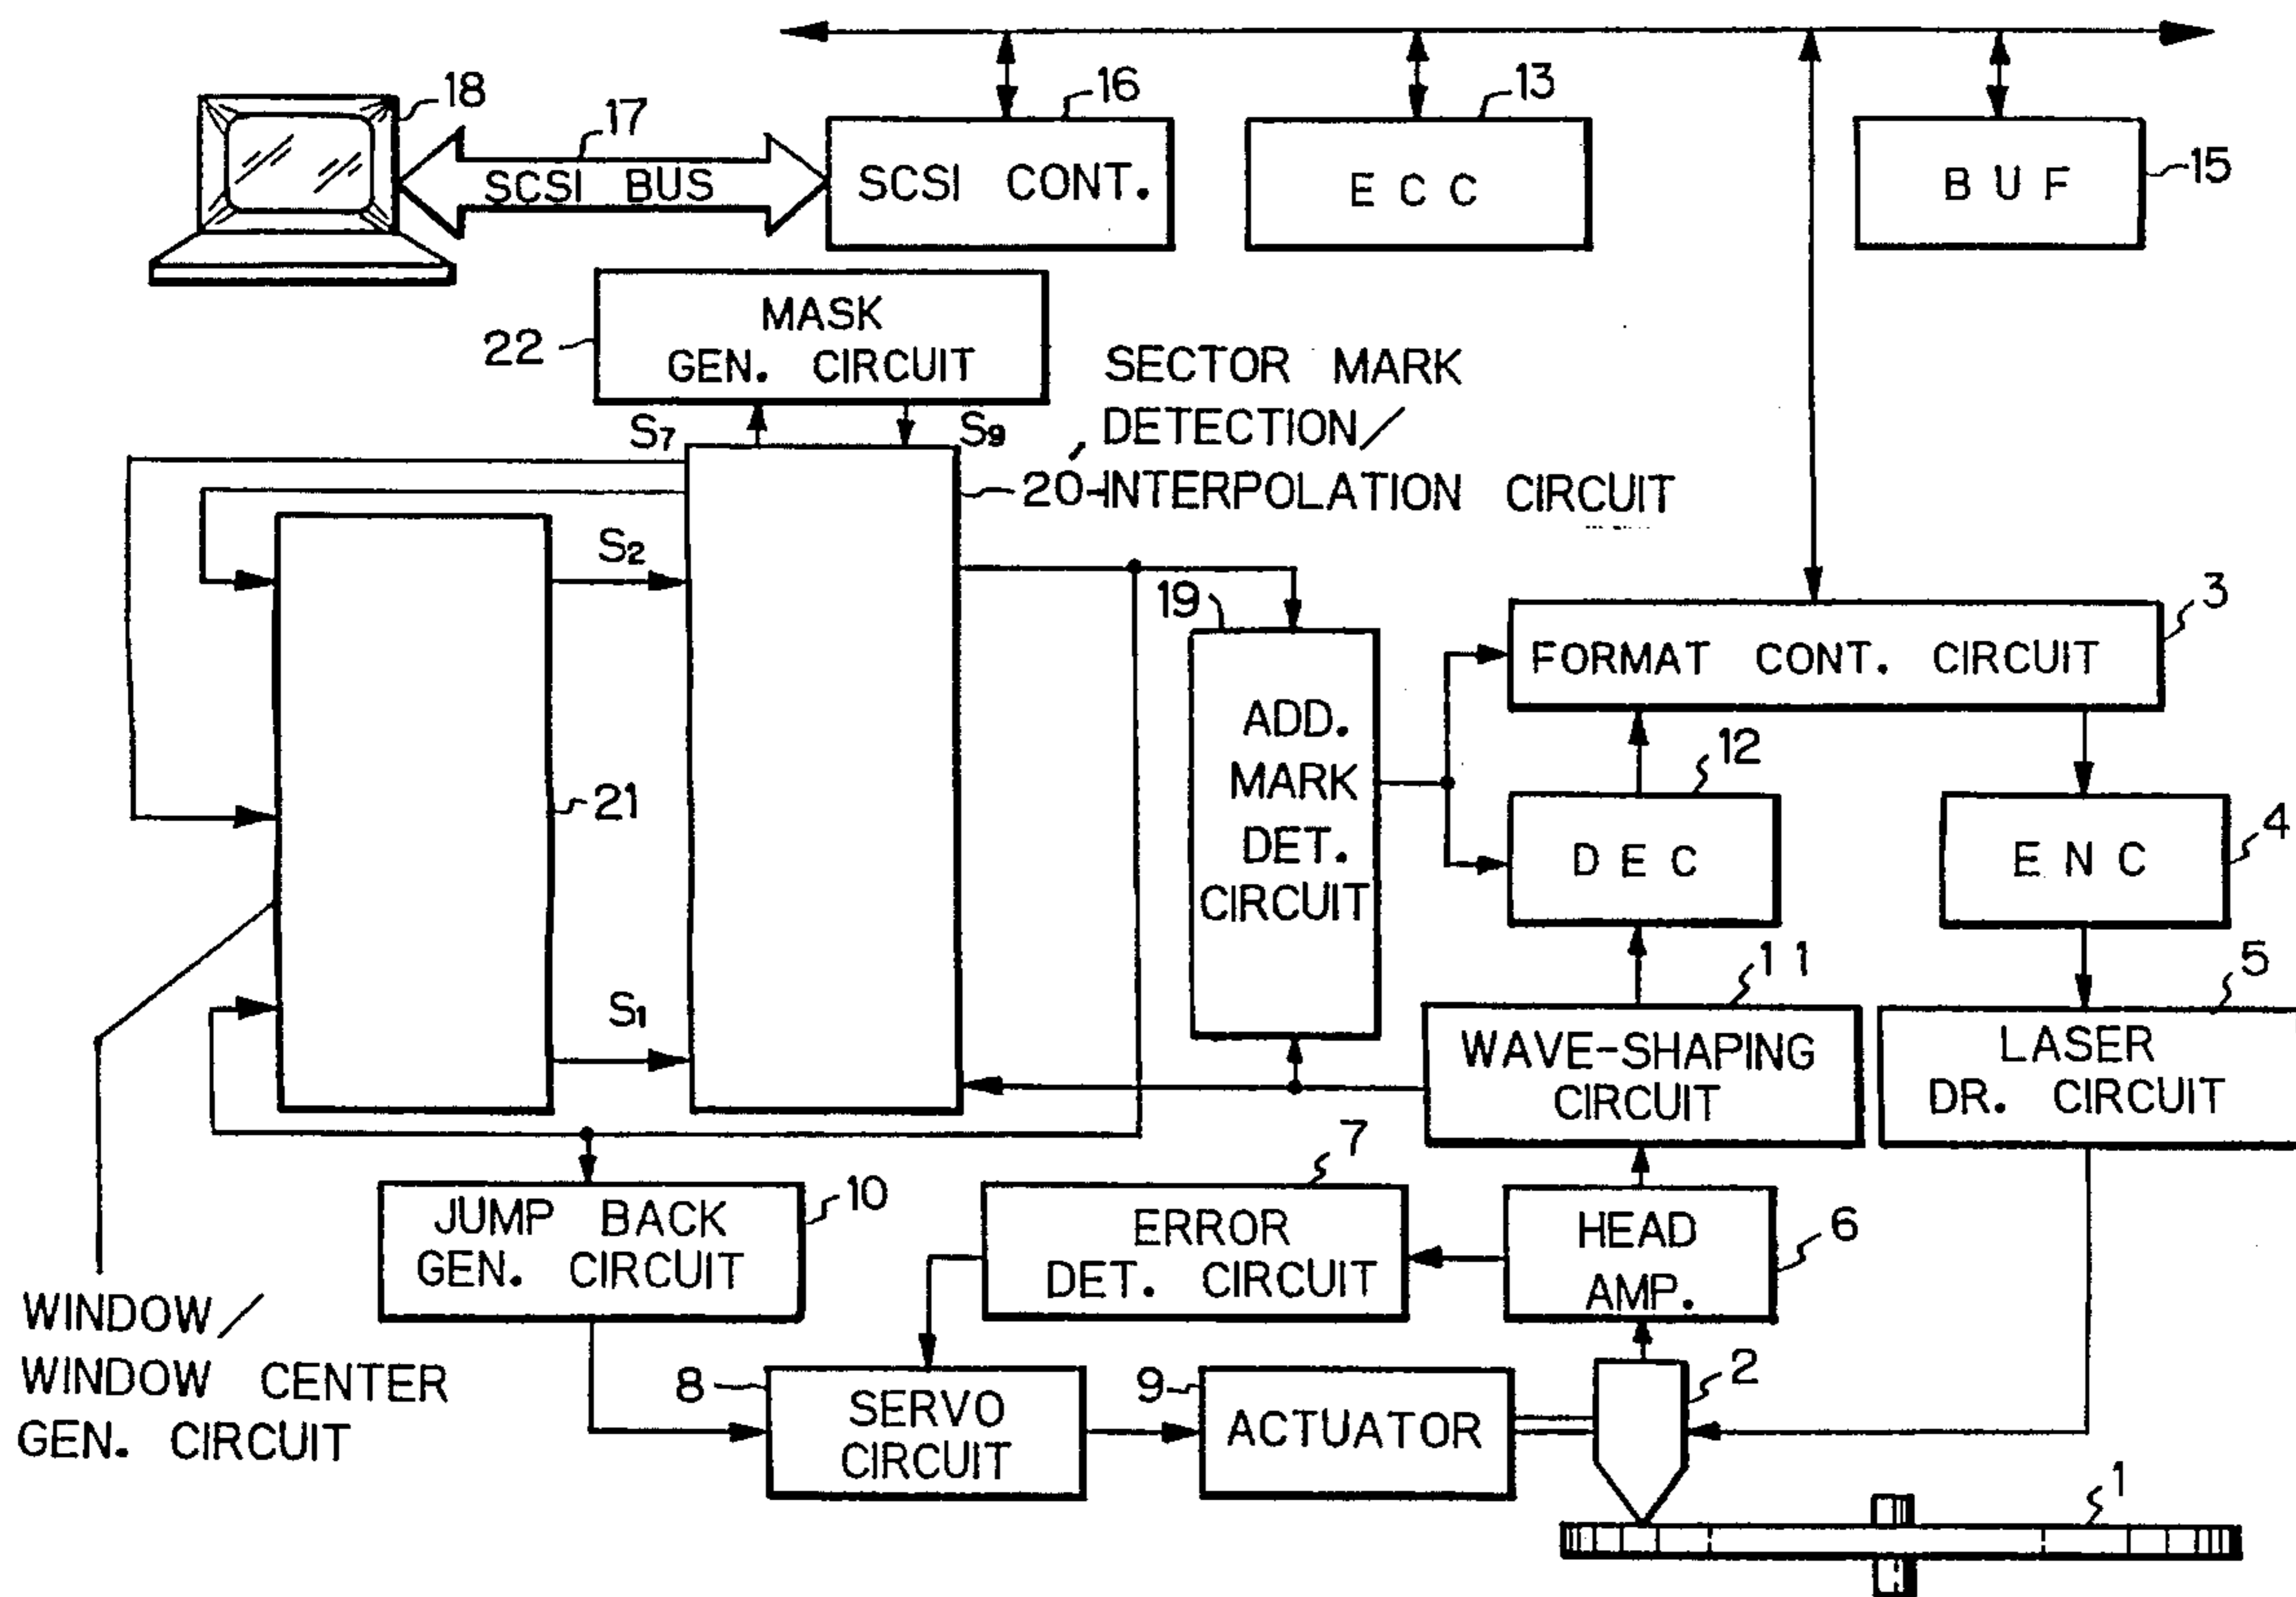 18
17
SCSI BUS
16
SCSI CONT.
13
E C C
15
B U F
22
MASK
GEN. CIRCUIT
S7
S9
SECTOR MARK
DETECTION/
20'
INTERPOLATION CIRCUIT
S2
S1
21
19
ADD.
MARK
DET.
CIRCUIT
3
FORMAT CONT. CIRCUIT
12
D E C
4
E N C
11
WAVE-SHAPING
CIRCUIT
5
LASER
DR. CIRCUIT
10
JUMP BACK
GEN. CIRCUIT
7
ERROR
DET. CIRCUIT
6
HEAD
AMP.
WINDOW/
WINDOW CENTER
GEN. CIRCUIT
8
SERVO
CIRCUIT
9
ACTUATOR
2
1